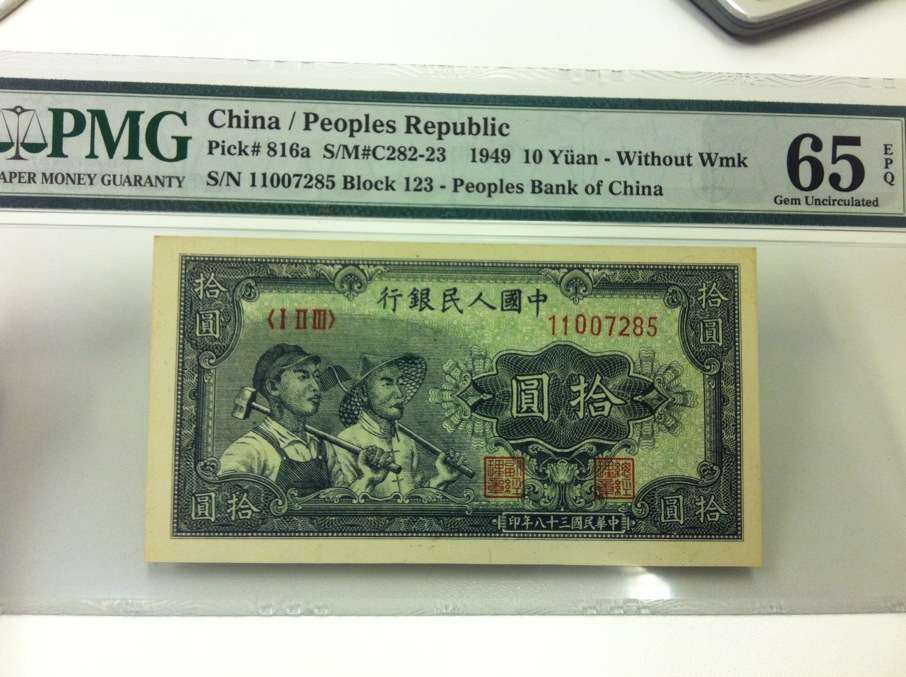 PMG
APER MONEY GUARANTY
China / Peoples Republic
Pick# 816a S/M#C282-23 1949 10 Yüan - Without Wmk
S/N 11007285 Block 123 - Peoples Bank of China
65
EPQ
Gem Uncirculated
行銀民人國中
拾圓
拾圓
〈I II III〉
11007285
圓拾
圓拾
圓拾
印年八十三國民華中